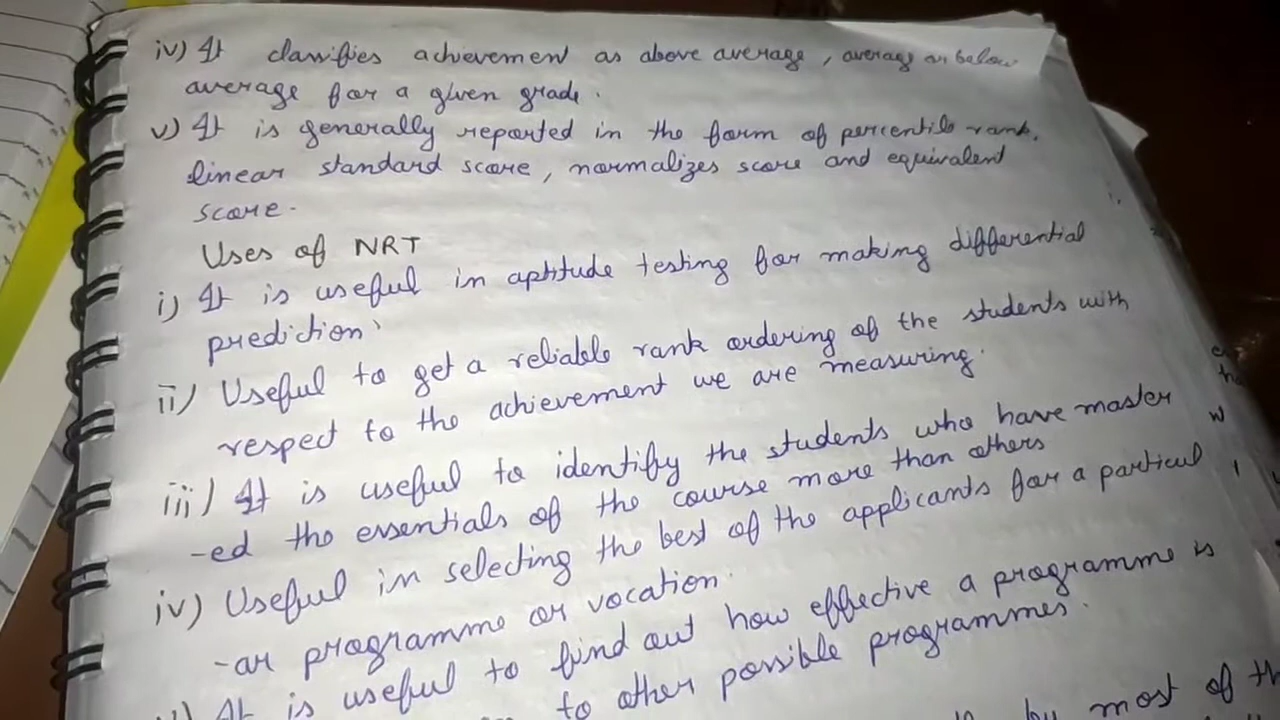 iv) It classifies achievement as above average, average or below
average for a given grade.
v) It is generally reported in the form of percentile rank,
linear standard score, normalizes score and equivalent
score.
Uses of NRT
i) It is useful in aptitude testing for making differential
prediction
ii) Useful to get a reliable rank ordering of the students with
respect to the achievement we are measuring.
iii) It is useful to identify the students who have master
-ed the essentials of the course more than others
iv) Useful in selecting the best of the applicants for a particul
-ar programme or vocation.
v) It is useful to find out how effective a programme is
to other possible programmes.
by most of th